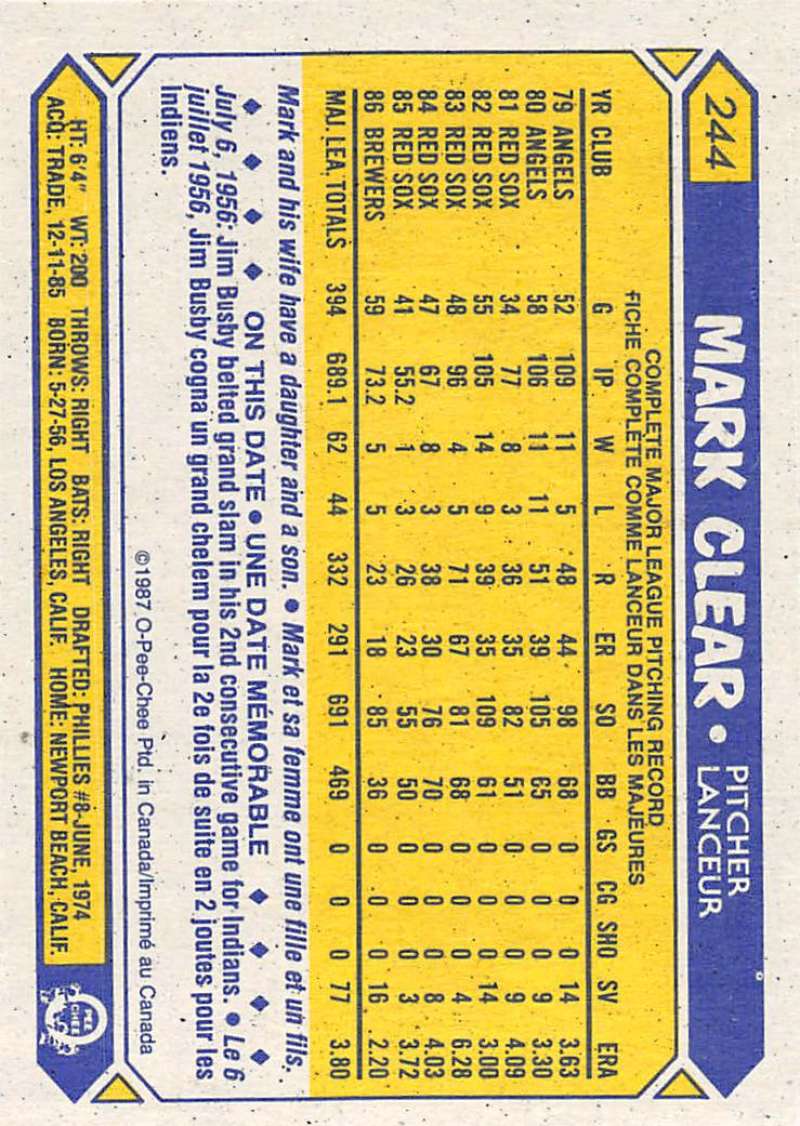 244 MARK CLEAR • PITCHER
LANCEUR
COMPLETE MAJOR LEAGUE PITCHING RECORD
FICHE COMPLÈTE COMME LANCEUR DANS LES MAJEURES
YR CLUB G IP W L R ER SO BB GS CG SHO SV ERA
79 ANGELS 52 109 11 5 48 44 98 68 0 0 0 14 3.63
80 ANGELS 58 106 11 11 51 39 105 65 0 0 0 9 3.30
81 RED SOX 34 77 8 3 36 35 82 51 0 0 0 9 4.09
82 RED SOX 55 105 14 9 39 35 109 61 0 0 0 14 3.00
83 RED SOX 48 96 4 5 71 67 81 68 0 0 0 4 6.28
84 RED SOX 47 67 8 3 38 30 76 70 0 0 0 8 4.03
85 RED SOX 41 55.2 1 3 26 23 55 50 0 0 0 3 3.72
86 BREWERS 59 73.2 5 5 23 18 85 36 0 0 0 16 2.20
MAJ. LEA. TOTALS 394 689.1 62 44 332 291 691 469 0 0 0 77 3.80
Mark and his wife have a daughter and a son. • Mark et sa femme ont une fille et un fils.
◆ ◆ ◆ ◆ ON THIS DATE • UNE DATE MÉMORABLE ◆ ◆ ◆ ◆
July 6, 1956: Jim Busby belted grand slam in his 2nd consecutive game for Indians. • Le 6
juillet 1956, Jim Busby cogna un grand chelem pour la 2e fois de suite en 2 joutes pour les
Indiens.
©1987 O-Pee-Chee Ptd. in Canada/Imprimé au Canada
HT: 6'4" WT: 200 THROWS: RIGHT BATS: RIGHT DRAFTED: PHILLIES #8-JUNE, 1974
ACQ: TRADE, 12-11-85 BORN: 5-27-56, LOS ANGELES, CALIF. HOME: NEWPORT BEACH, CALIF.
O
PEE
CHEE